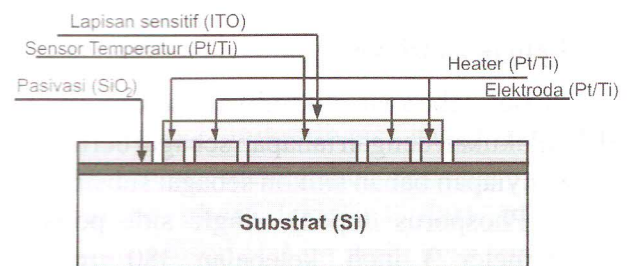 Lapisan sensitif (ITO)
Sensor Temperatur (Pt/Ti)
Heater (Pt/Ti)
Pasivasi (SiO₂)
Elektroda (Pt/Ti)
Substrat (Si)